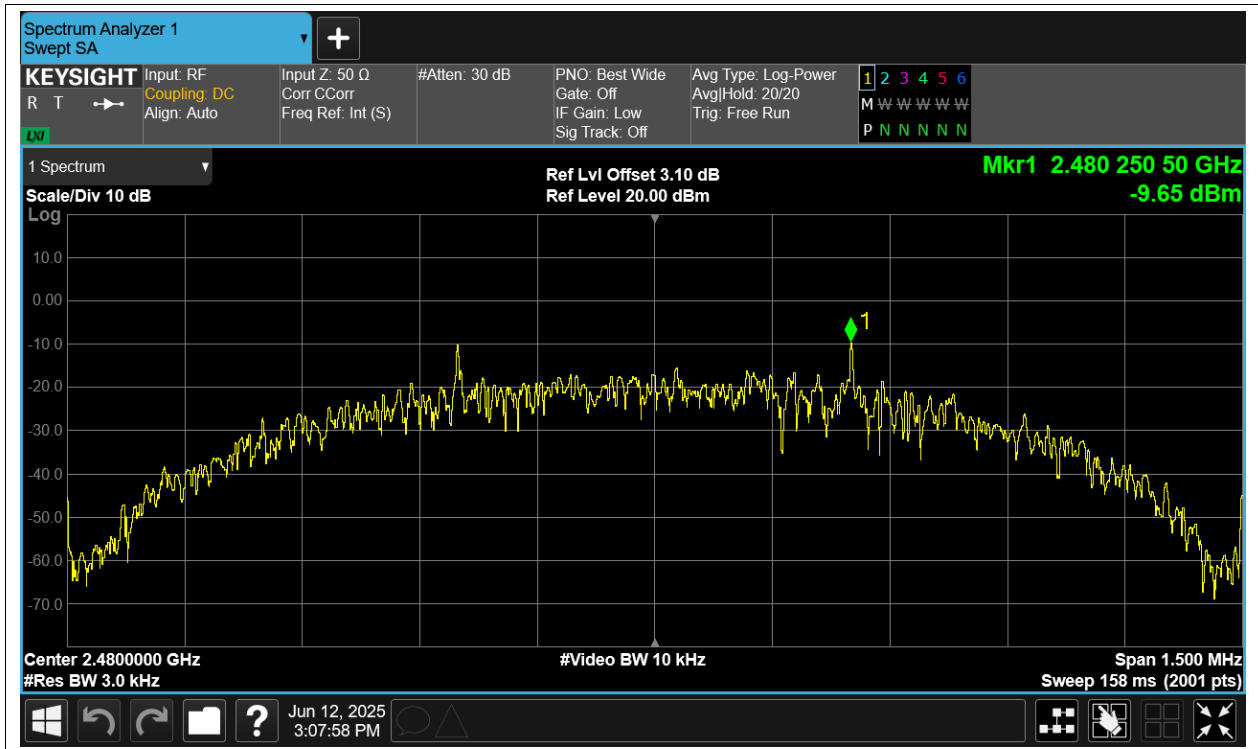 Spectrum Analyzer 1
Swept SA
+
KEYSIGHT
R T
LXI
Input: RF
Coupling: DC
Align: Auto
Input Z: 50 Ω
Corr CCorr
Freq Ref: Int (S)
#Atten: 30 dB
PNO: Best Wide
Gate: Off
IF Gain: Low
Sig Track: Off
Avg Type: Log-Power
Avg|Hold: 20/20
Trig: Free Run
1 2 3 4 5 6
M W W W W W
P N N N N N
1 Spectrum
Scale/Div 10 dB
Log
Ref Lvl Offset 3.10 dB
Ref Level 20.00 dBm
Mkr1 2.480 250 50 GHz
-9.65 dBm
10.0
0.00
-10.0
-20.0
-30.0
-40.0
-50.0
-60.0
-70.0
1
Center 2.4800000 GHz
#Res BW 3.0 kHz
#Video BW 10 kHz
Span 1.500 MHz
Sweep 158 ms (2001 pts)
?
Jun 12, 2025
3:07:58 PM